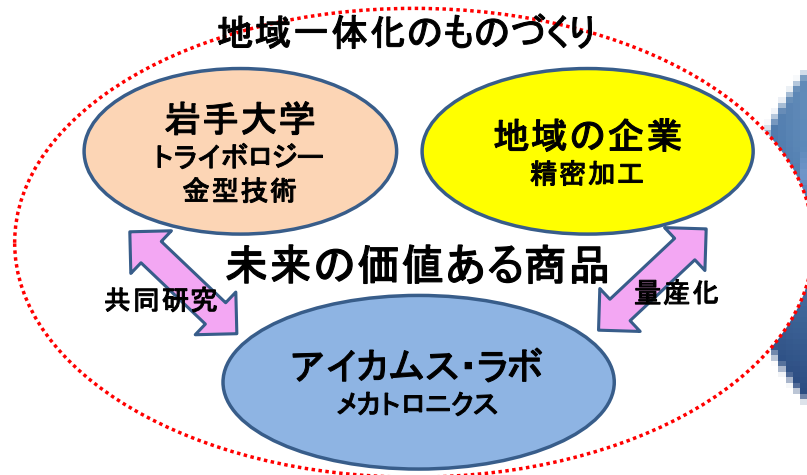 地域一体化のものづくり
岩手大学
トライボロジー
金型技術
地域の企業
精密加工
未来の価値ある商品
共同研究
量産化
アイカムス・ラボ
メカトロニクス